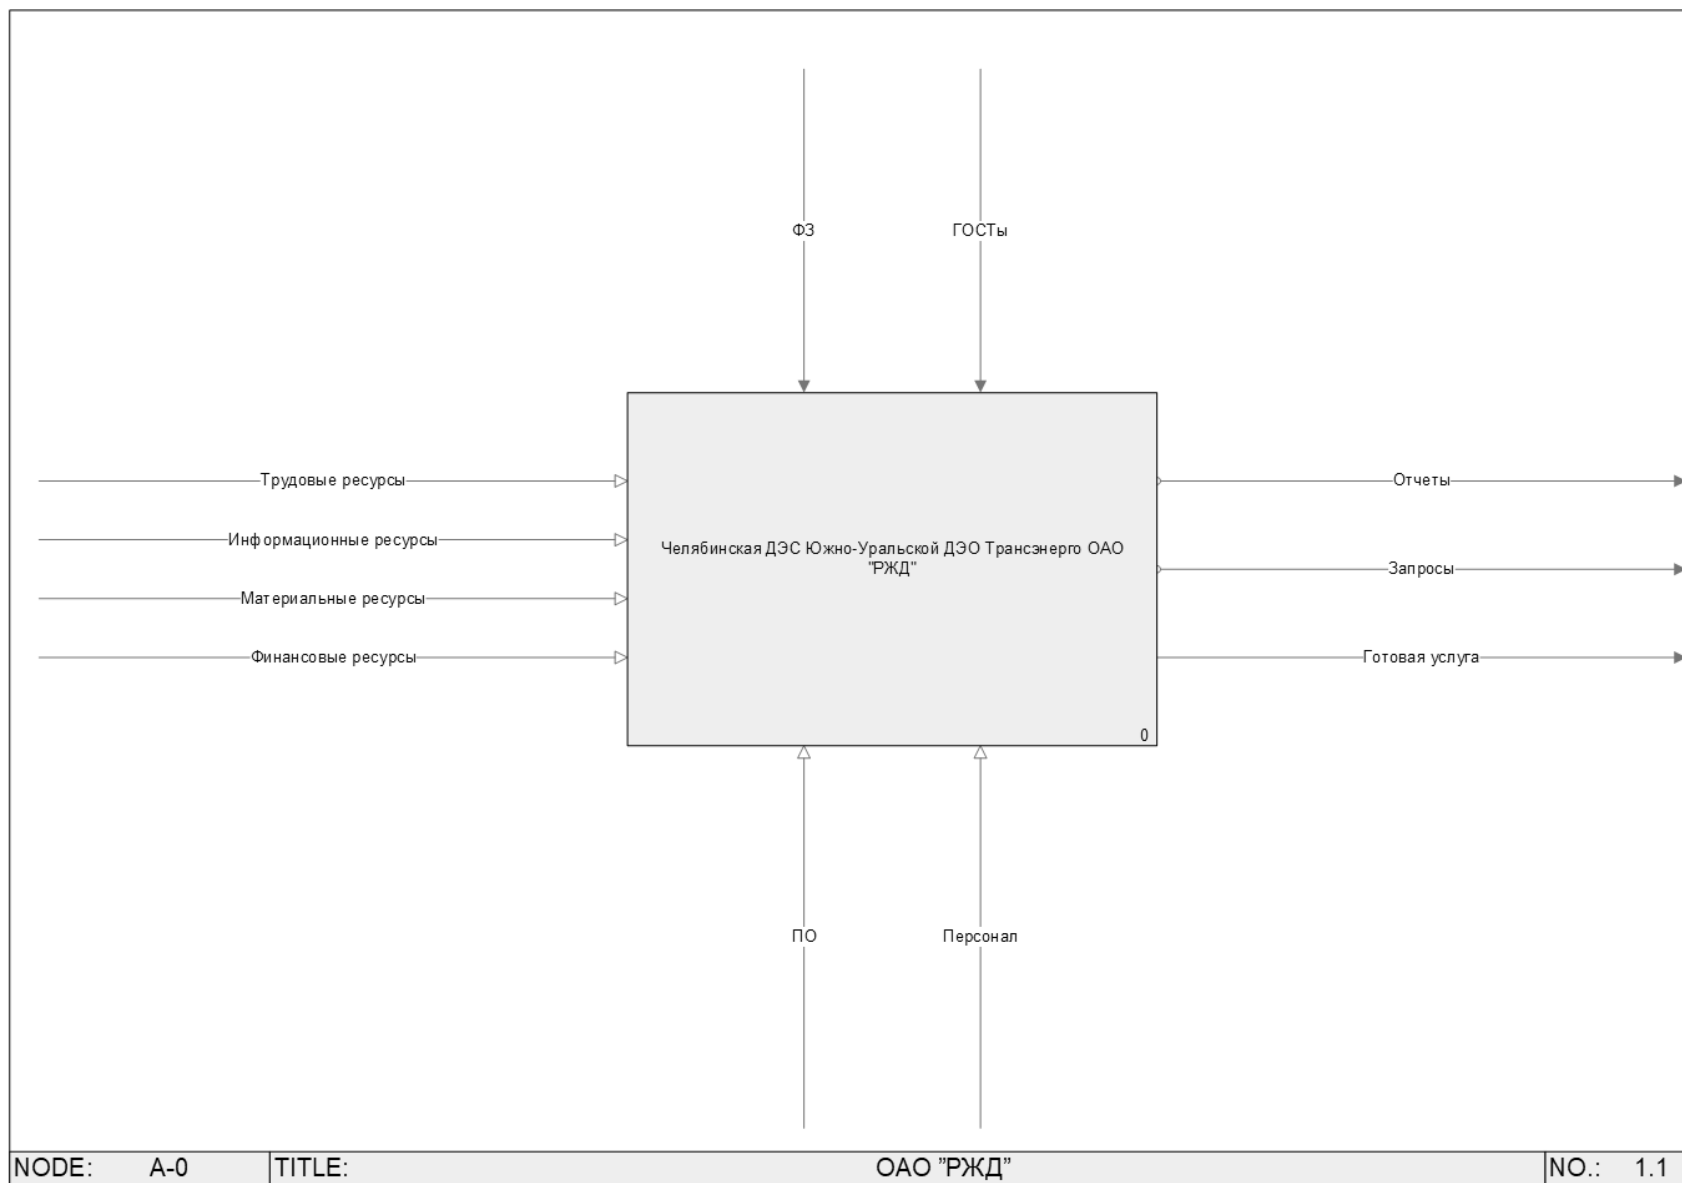 ФЗ
ГОСТы
Трудовые ресурсы
Информационные ресурсы
Материальные ресурсы
Финансовые ресурсы
Челябинская ДЭС Южно-Уральской ДЭО Трансэнерго ОАО
"РЖД"
0
Отчеты
Запросы
Готовая услуга
ПО
Персонал
NODE: A-0 TITLE: ОАО ”РЖД” NO.: 1.1